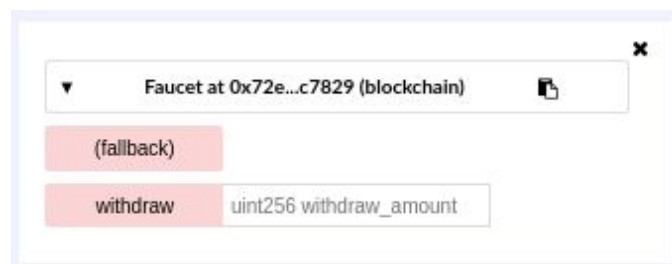 Faucet at 0x72e...c7829 (blockchain)
(fallback)
withdraw uint256 withdraw_amount